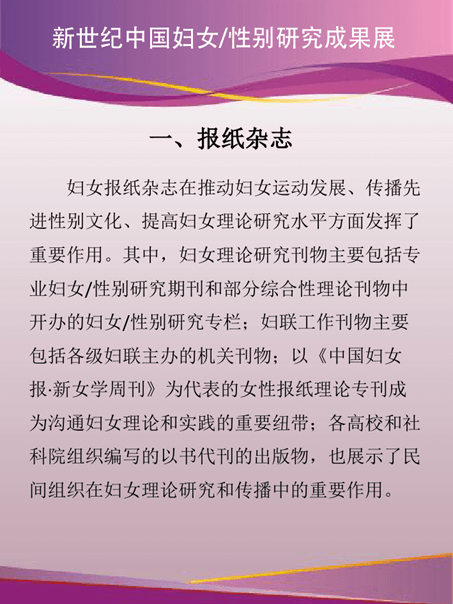 新世纪中国妇女/性别研究成果展
一、报纸杂志
妇女报纸杂志在推动妇女运动发展、传播先
进性别文化、提高妇女理论研究水平方面发挥了
重要作用。其中，妇女理论研究刊物主要包括专
业妇女/性别研究期刊和部分综合性理论刊物中
开办的妇女/性别研究专栏；妇联工作刊物主要
包括各级妇联主办的机关刊物；以《中国妇女
报·新女学周刊》为代表的女性报纸理论专刊成
为沟通妇女理论和实践的重要纽带；各高校和社
科院组织编写的以书代刊的出版物，也展示了民
间组织在妇女理论研究和传播中的重要作用。